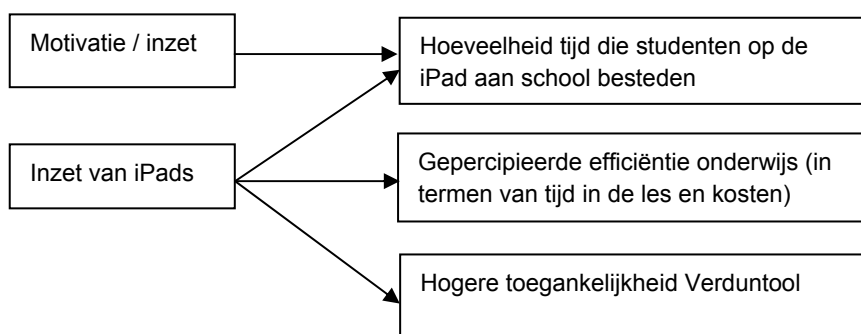 Motivatie / inzet
Hoeveelheid tijd die studenten op de
iPad aan school besteden
Inzet van iPads
Gepercipieerde efficiëntie onderwijs (in
termen van tijd in de les en kosten)
Hogere toegankelijkheid Verduntool